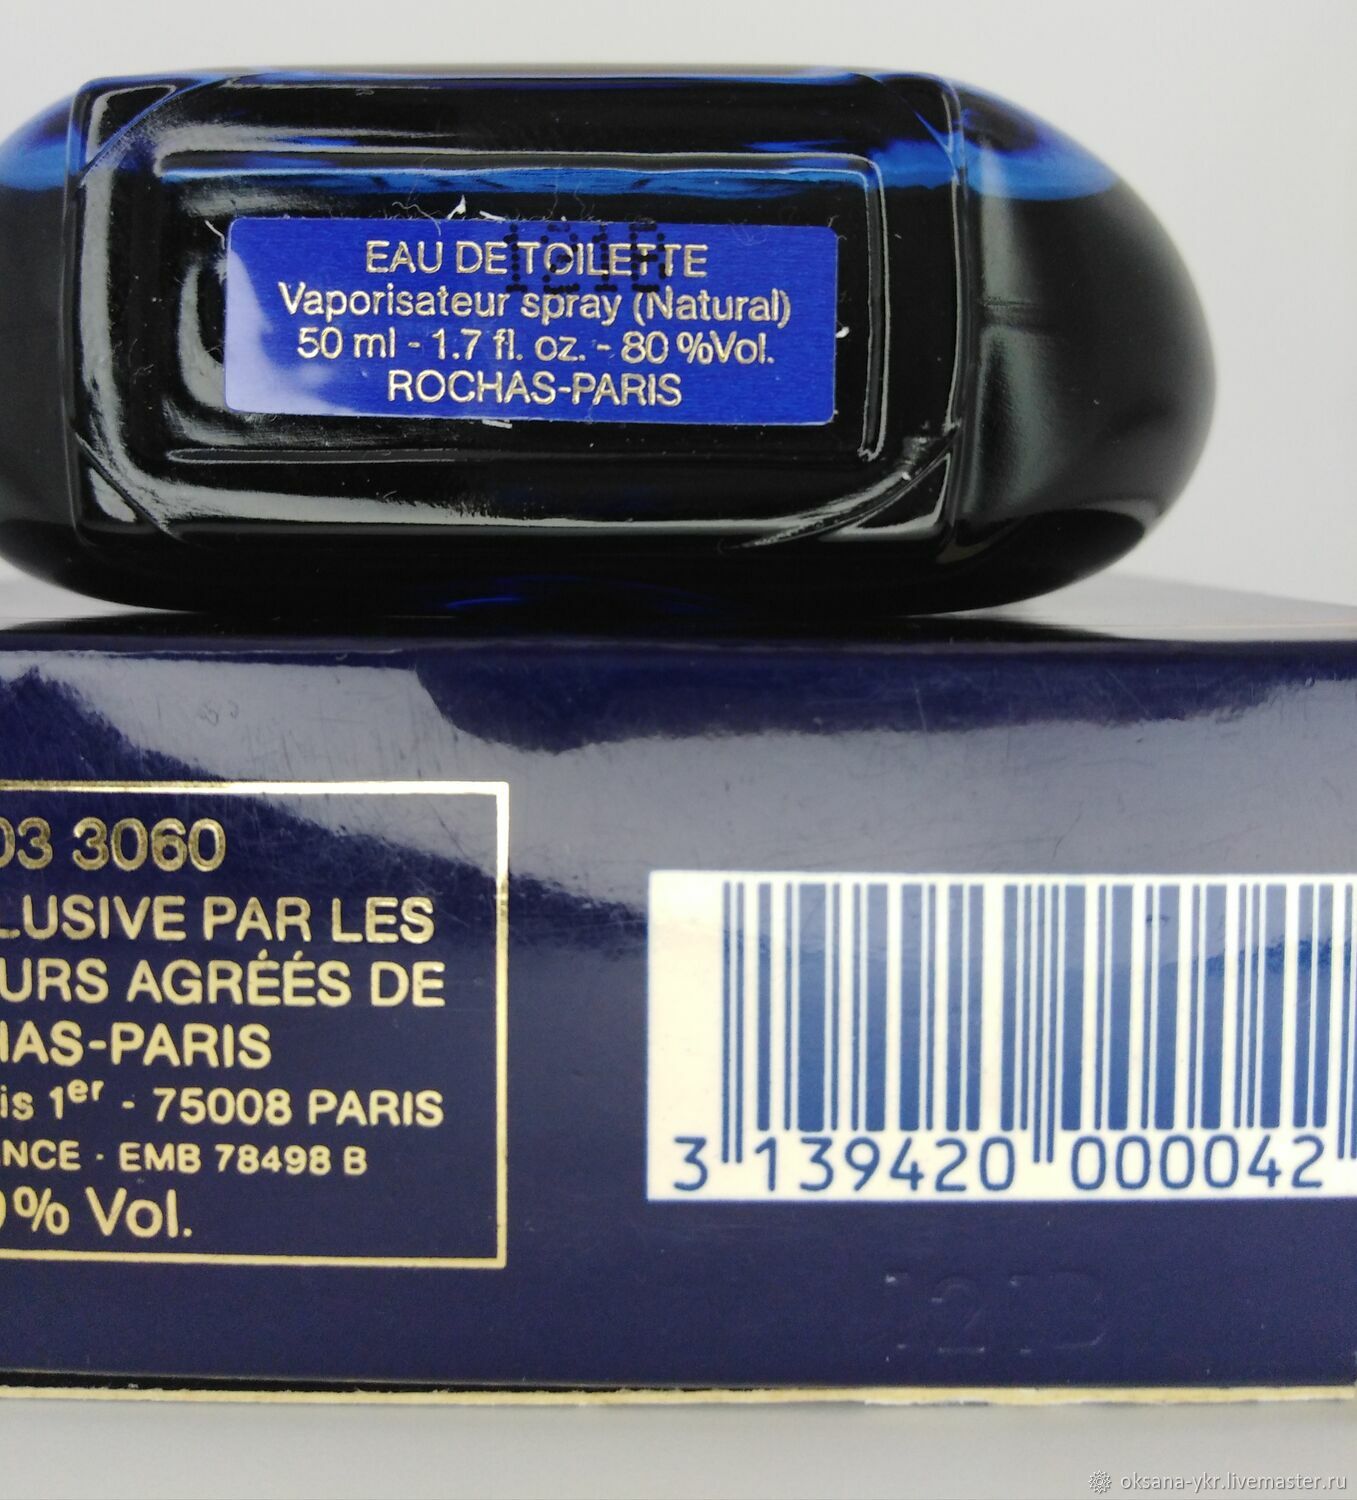 EAU DE TOILETTE
Vaporisateur spray (Natural)
50 ml - 1.7 fl. oz. - 80 %Vol.
ROCHAS-PARIS
03 3060
LUSIVE PAR LES
URS AGRÉÉS DE
HAS-PARIS
is 1er - 75008 PARIS
NCE · EMB 78498 B
% Vol.
3 139420 000042
oksana-ykr.livemaster.ru